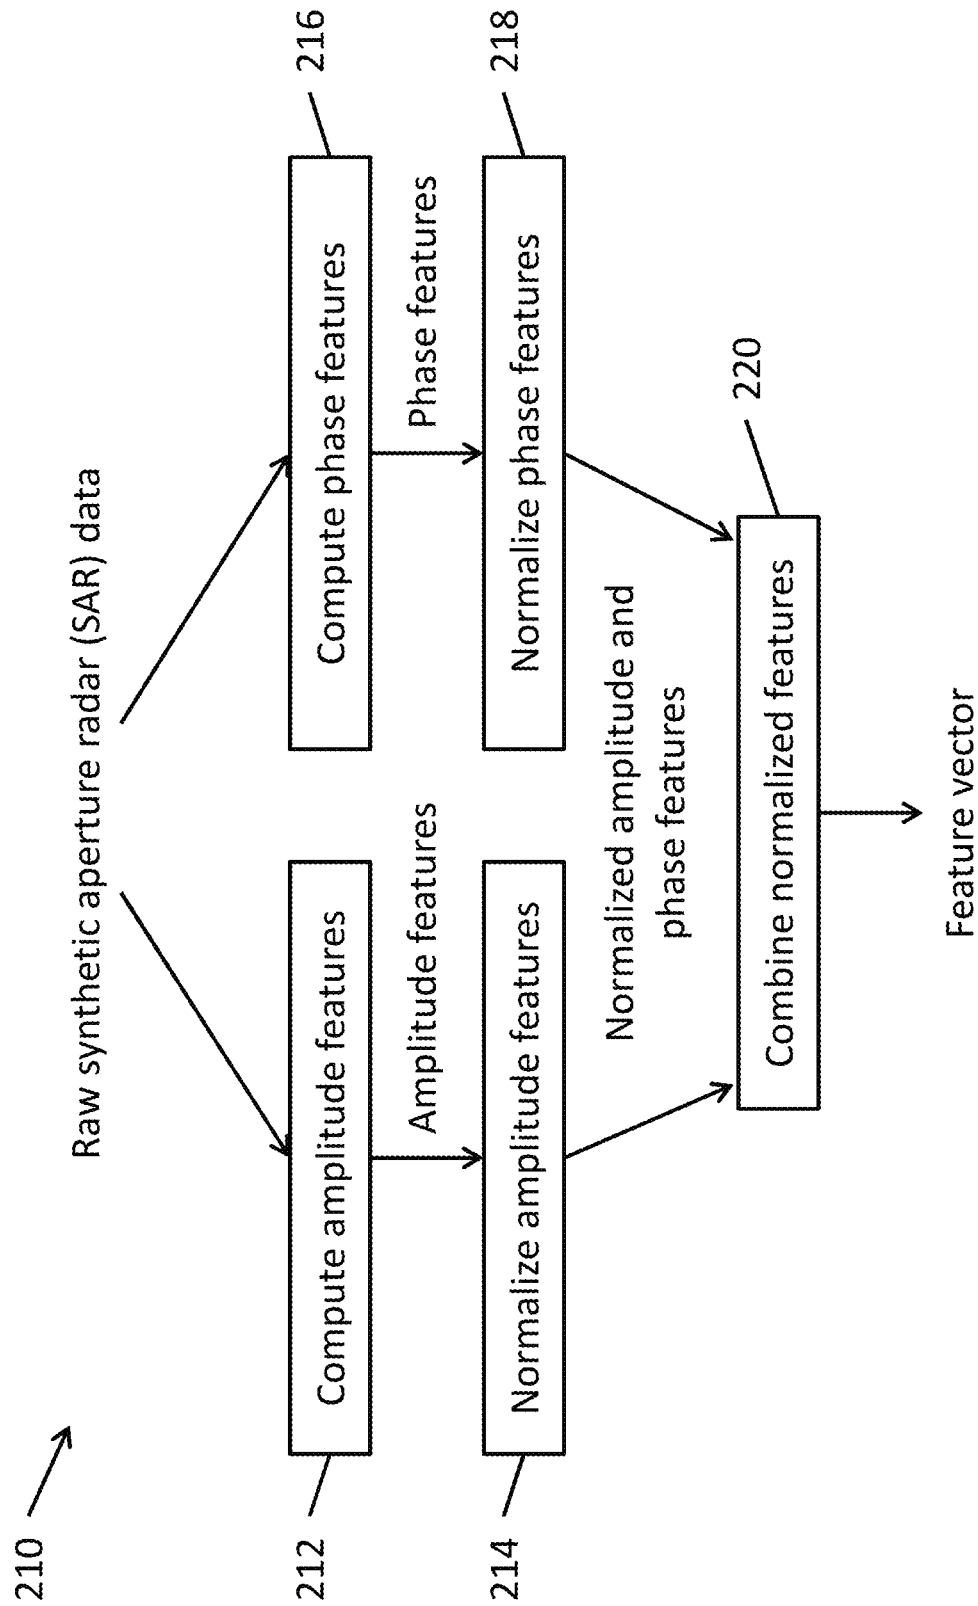 210
Raw synthetic aperture radar (SAR) data
212
Compute amplitude features
Compute phase features
216
Amplitude features
Phase features
214
Normalize amplitude features
Normalize phase features
218
Normalized amplitude and
phase features
Combine normalized features
220
Feature vector